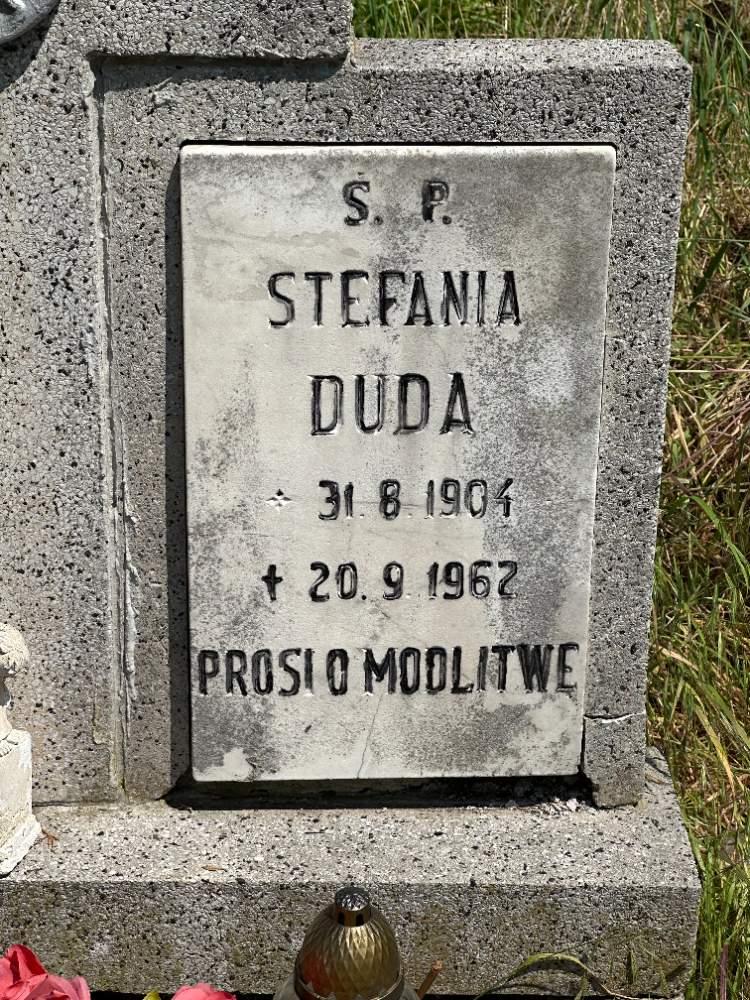 Ś. P.
STEFANIA
DUDA
31. 8. 1904
✝ 20. 9. 1962
PROSI O MODLITWE